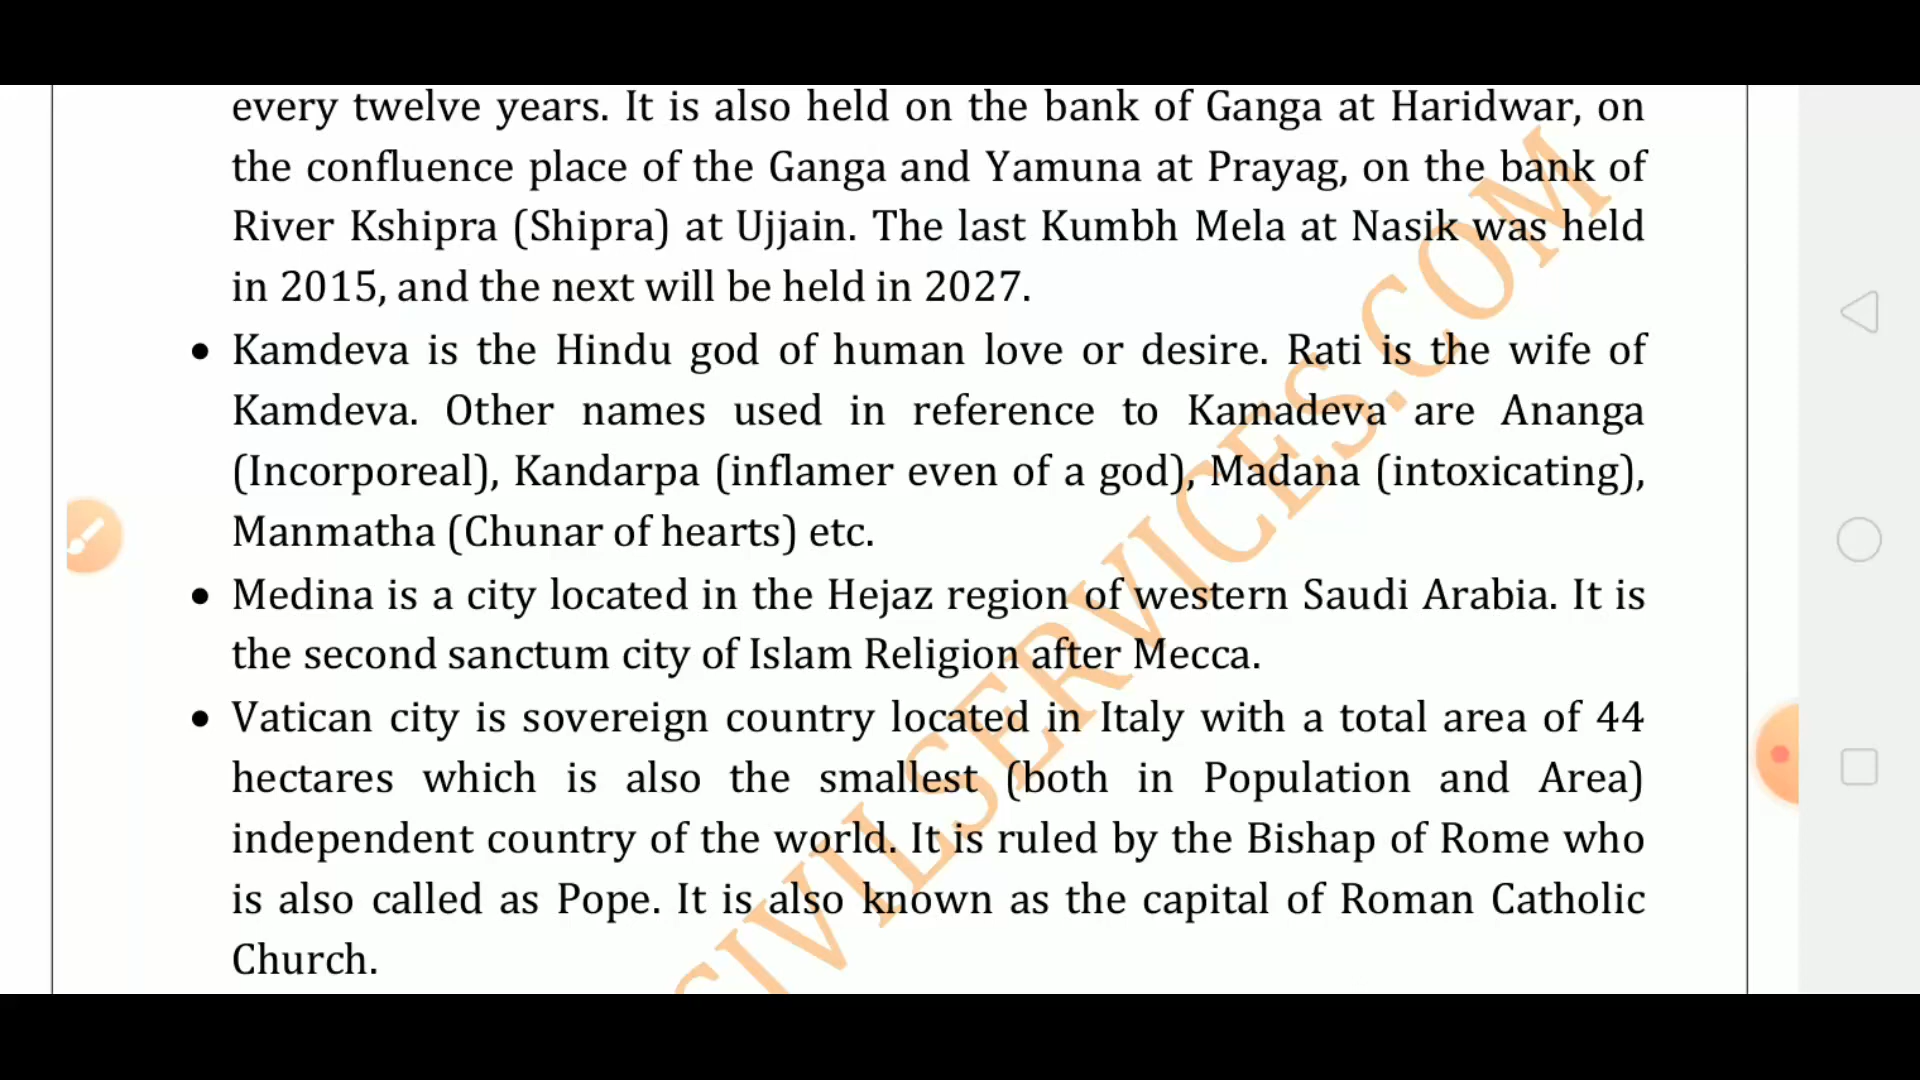 every twelve years. It is also held on the bank of Ganga at Haridwar, on
the confluence place of the Ganga and Yamuna at Prayag, on the bank of
River Kshipra (Shipra) at Ujjain. The last Kumbh Mela at Nasik was held
in 2015, and the next will be held in 2027.
• Kamdeva is the Hindu god of human love or desire. Rati is the wife of
Kamdeva. Other names used in reference to Kamadeva are Ananga
(Incorporeal), Kandarpa (inflamer even of a god), Madana (intoxicating),
Manmatha (Chunar of hearts) etc.
• Medina is a city located in the Hejaz region of western Saudi Arabia. It is
the second sanctum city of Islam Religion after Mecca.
• Vatican city is sovereign country located in Italy with a total area of 44
hectares which is also the smallest (both in Population and Area)
independent country of the world. It is ruled by the Bishap of Rome who
is also called as Pope. It is also known as the capital of Roman Catholic
Church.
CIVILSERVICES.COM